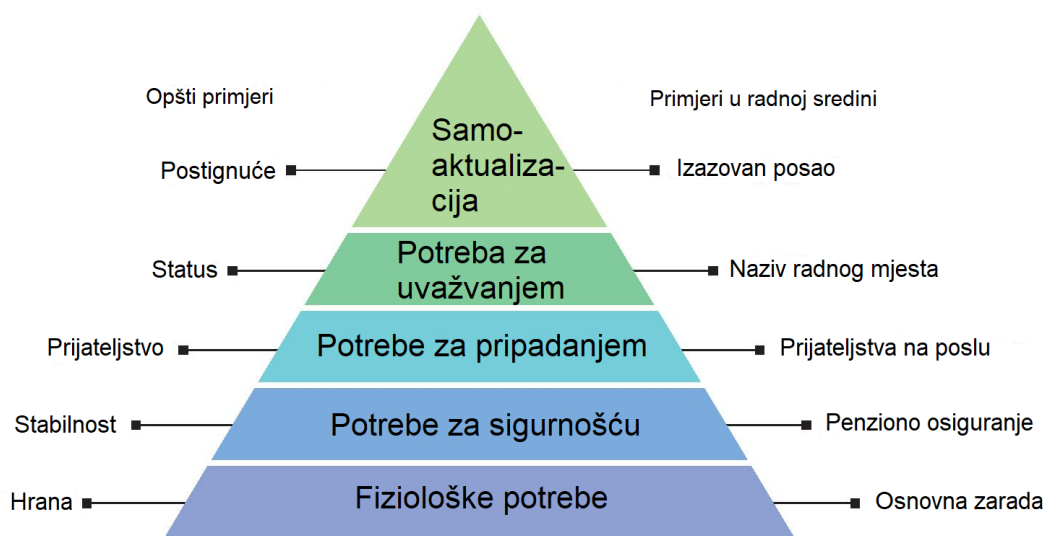 Opšti primjeri
Primjeri u radnoj sredini
Samo-
aktualiza-
cija
Postignuće
Izazovan posao
Potreba za
uvažvanjem
Status
Naziv radnog mjesta
Prijateljstvo
Potrebe za pripadanjem
Prijateljstva na poslu
Stabilnost
Potrebe za sigurnošću
Penziono osiguranje
Hrana
Fiziološke potrebe
Osnovna zarada